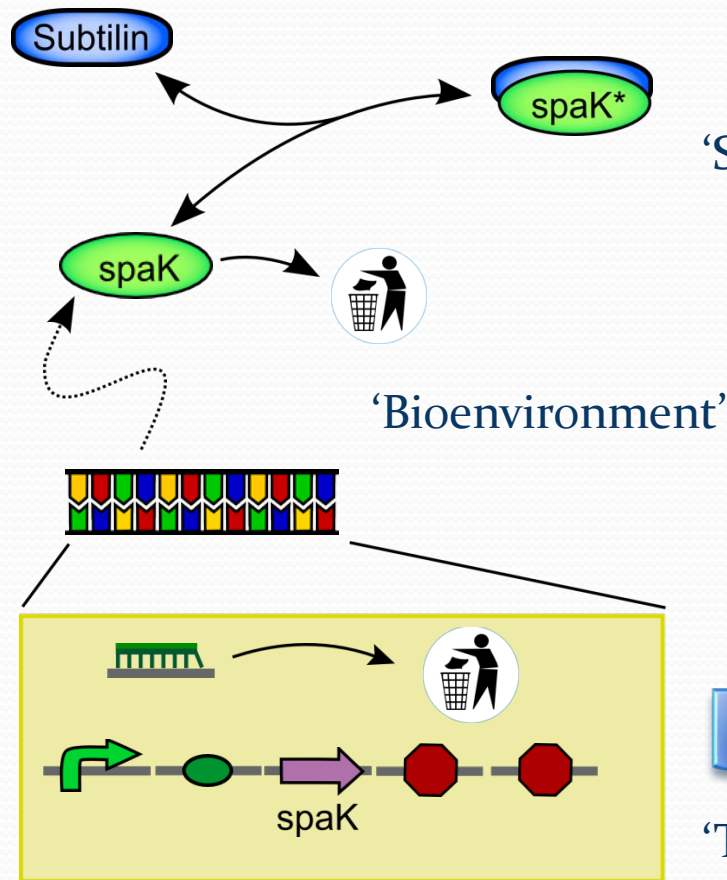 Subtilin
spaK*
‘S
spaK
‘Bioenvironment’
spaK
‘T